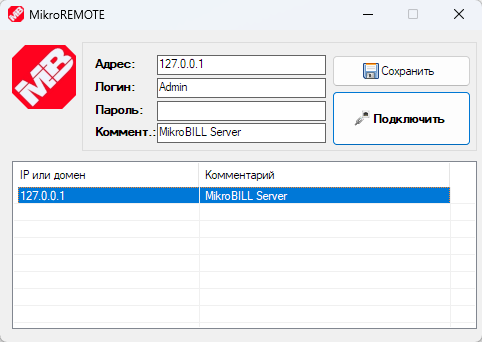 MikroREMOTE
MB
Адрес: 127.0.0.1
Сохранить
Логин: Admin
Пароль:
Подключить
Коммент.: MikroBILL Server
IP или домен Комментарий
127.0.0.1 MikroBILL Server